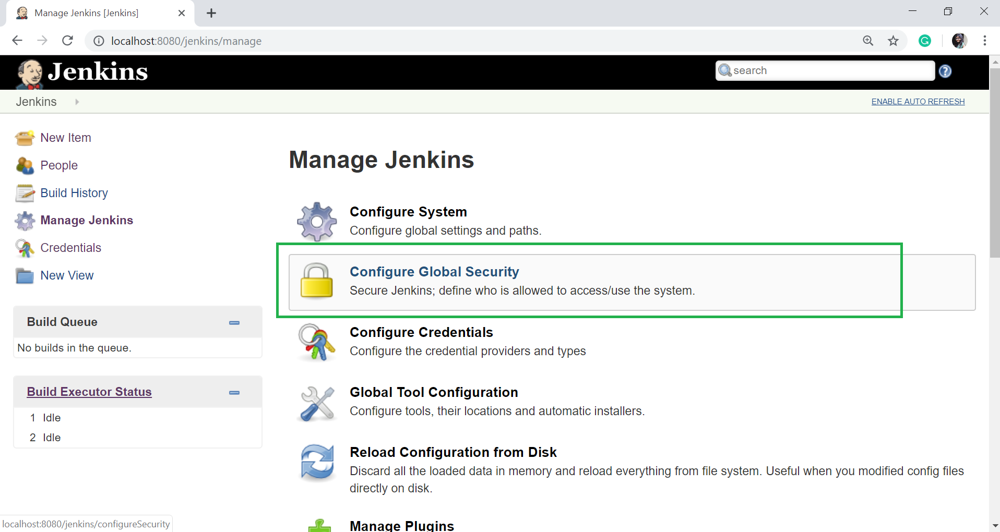 Manage Jenkins [Jenkins]
localhost:8080/jenkins/manage
Jenkins
search
Jenkins
ENABLE AUTO REFRESH
New Item
People
Build History
Manage Jenkins
Credentials
New View
Build Queue
No builds in the queue.
Build Executor Status
1 Idle
2 Idle
Manage Jenkins
Configure System
Configure global settings and paths.
Configure Global Security
Secure Jenkins; define who is allowed to access/use the system.
Configure Credentials
Configure the credential providers and types
Global Tool Configuration
Configure tools, their locations and automatic installers.
Reload Configuration from Disk
Discard all the loaded data in memory and reload everything from file system. Useful when you modified config files
directly on disk.
Manage Plugins
localhost:8080/jenkins/configureSecurity